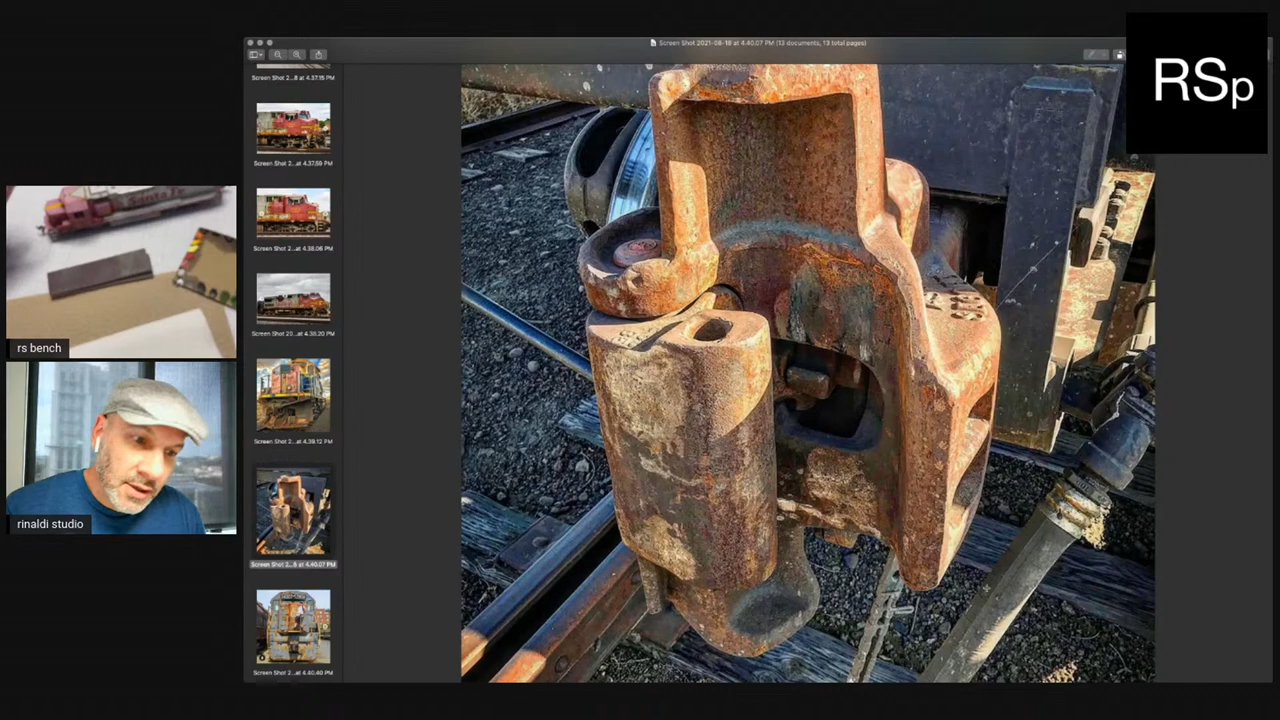 Screen Shot 2021-08-19 at 4.40.07 PM (13 documents, 13 total pages)
RSp
Screen Shot 2...8 at 4.37.15 PM
Screen Shot 2...at 4.37.59 PM
Screen Shot 2...at 4.38.06 PM
Screen Shot 20...at 4.38.20 PM
Screen Shot 2...at 4.39.12 PM
Screen Shot 2...8 at 4.40.07 PM
Screen Shot 2...at 4.40.40 PM
Santa Fe
rs bench
rinaldi studio